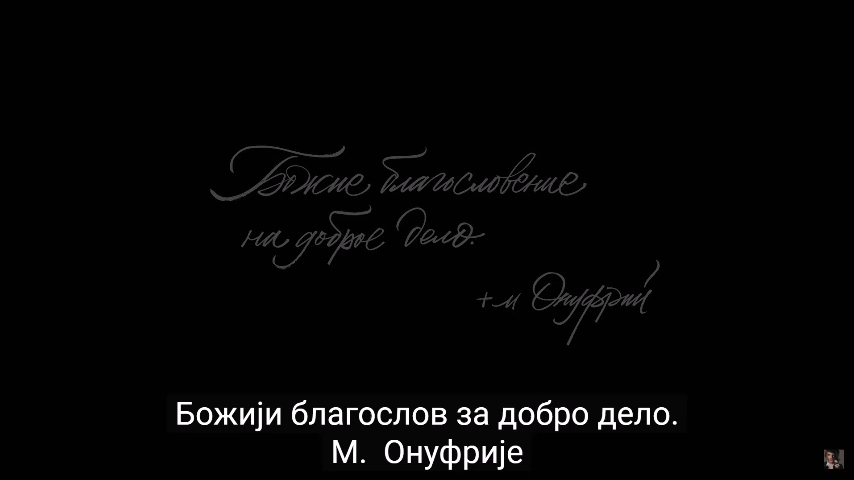 Божие благословение
на доброе дело.
+м Онуфрий
Божији благослов за добро дело.
М. Онуфрије